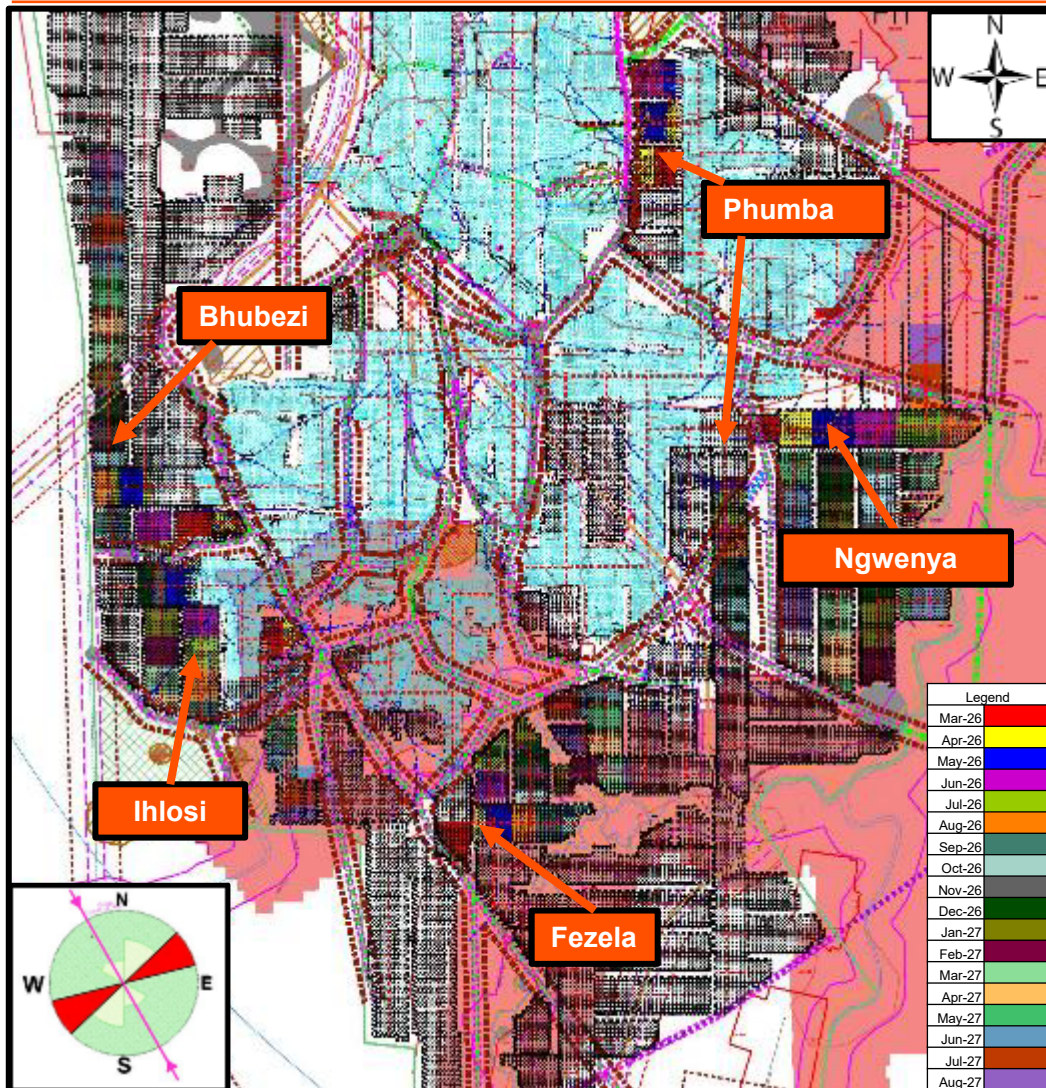 N
W E
S
Phumba
Bhubezi
Ngwenya
Ihlosi
Fezela
Legend
Mar-26
Apr-26
May-26
Jun-26
Jul-26
Aug-26
Sep-26
Oct-26
Nov-26
Dec-26
Jan-27
Feb-27
Mar-27
Apr-27
May-27
Jun-27
Jul-27
Aug-27
N
W E
S